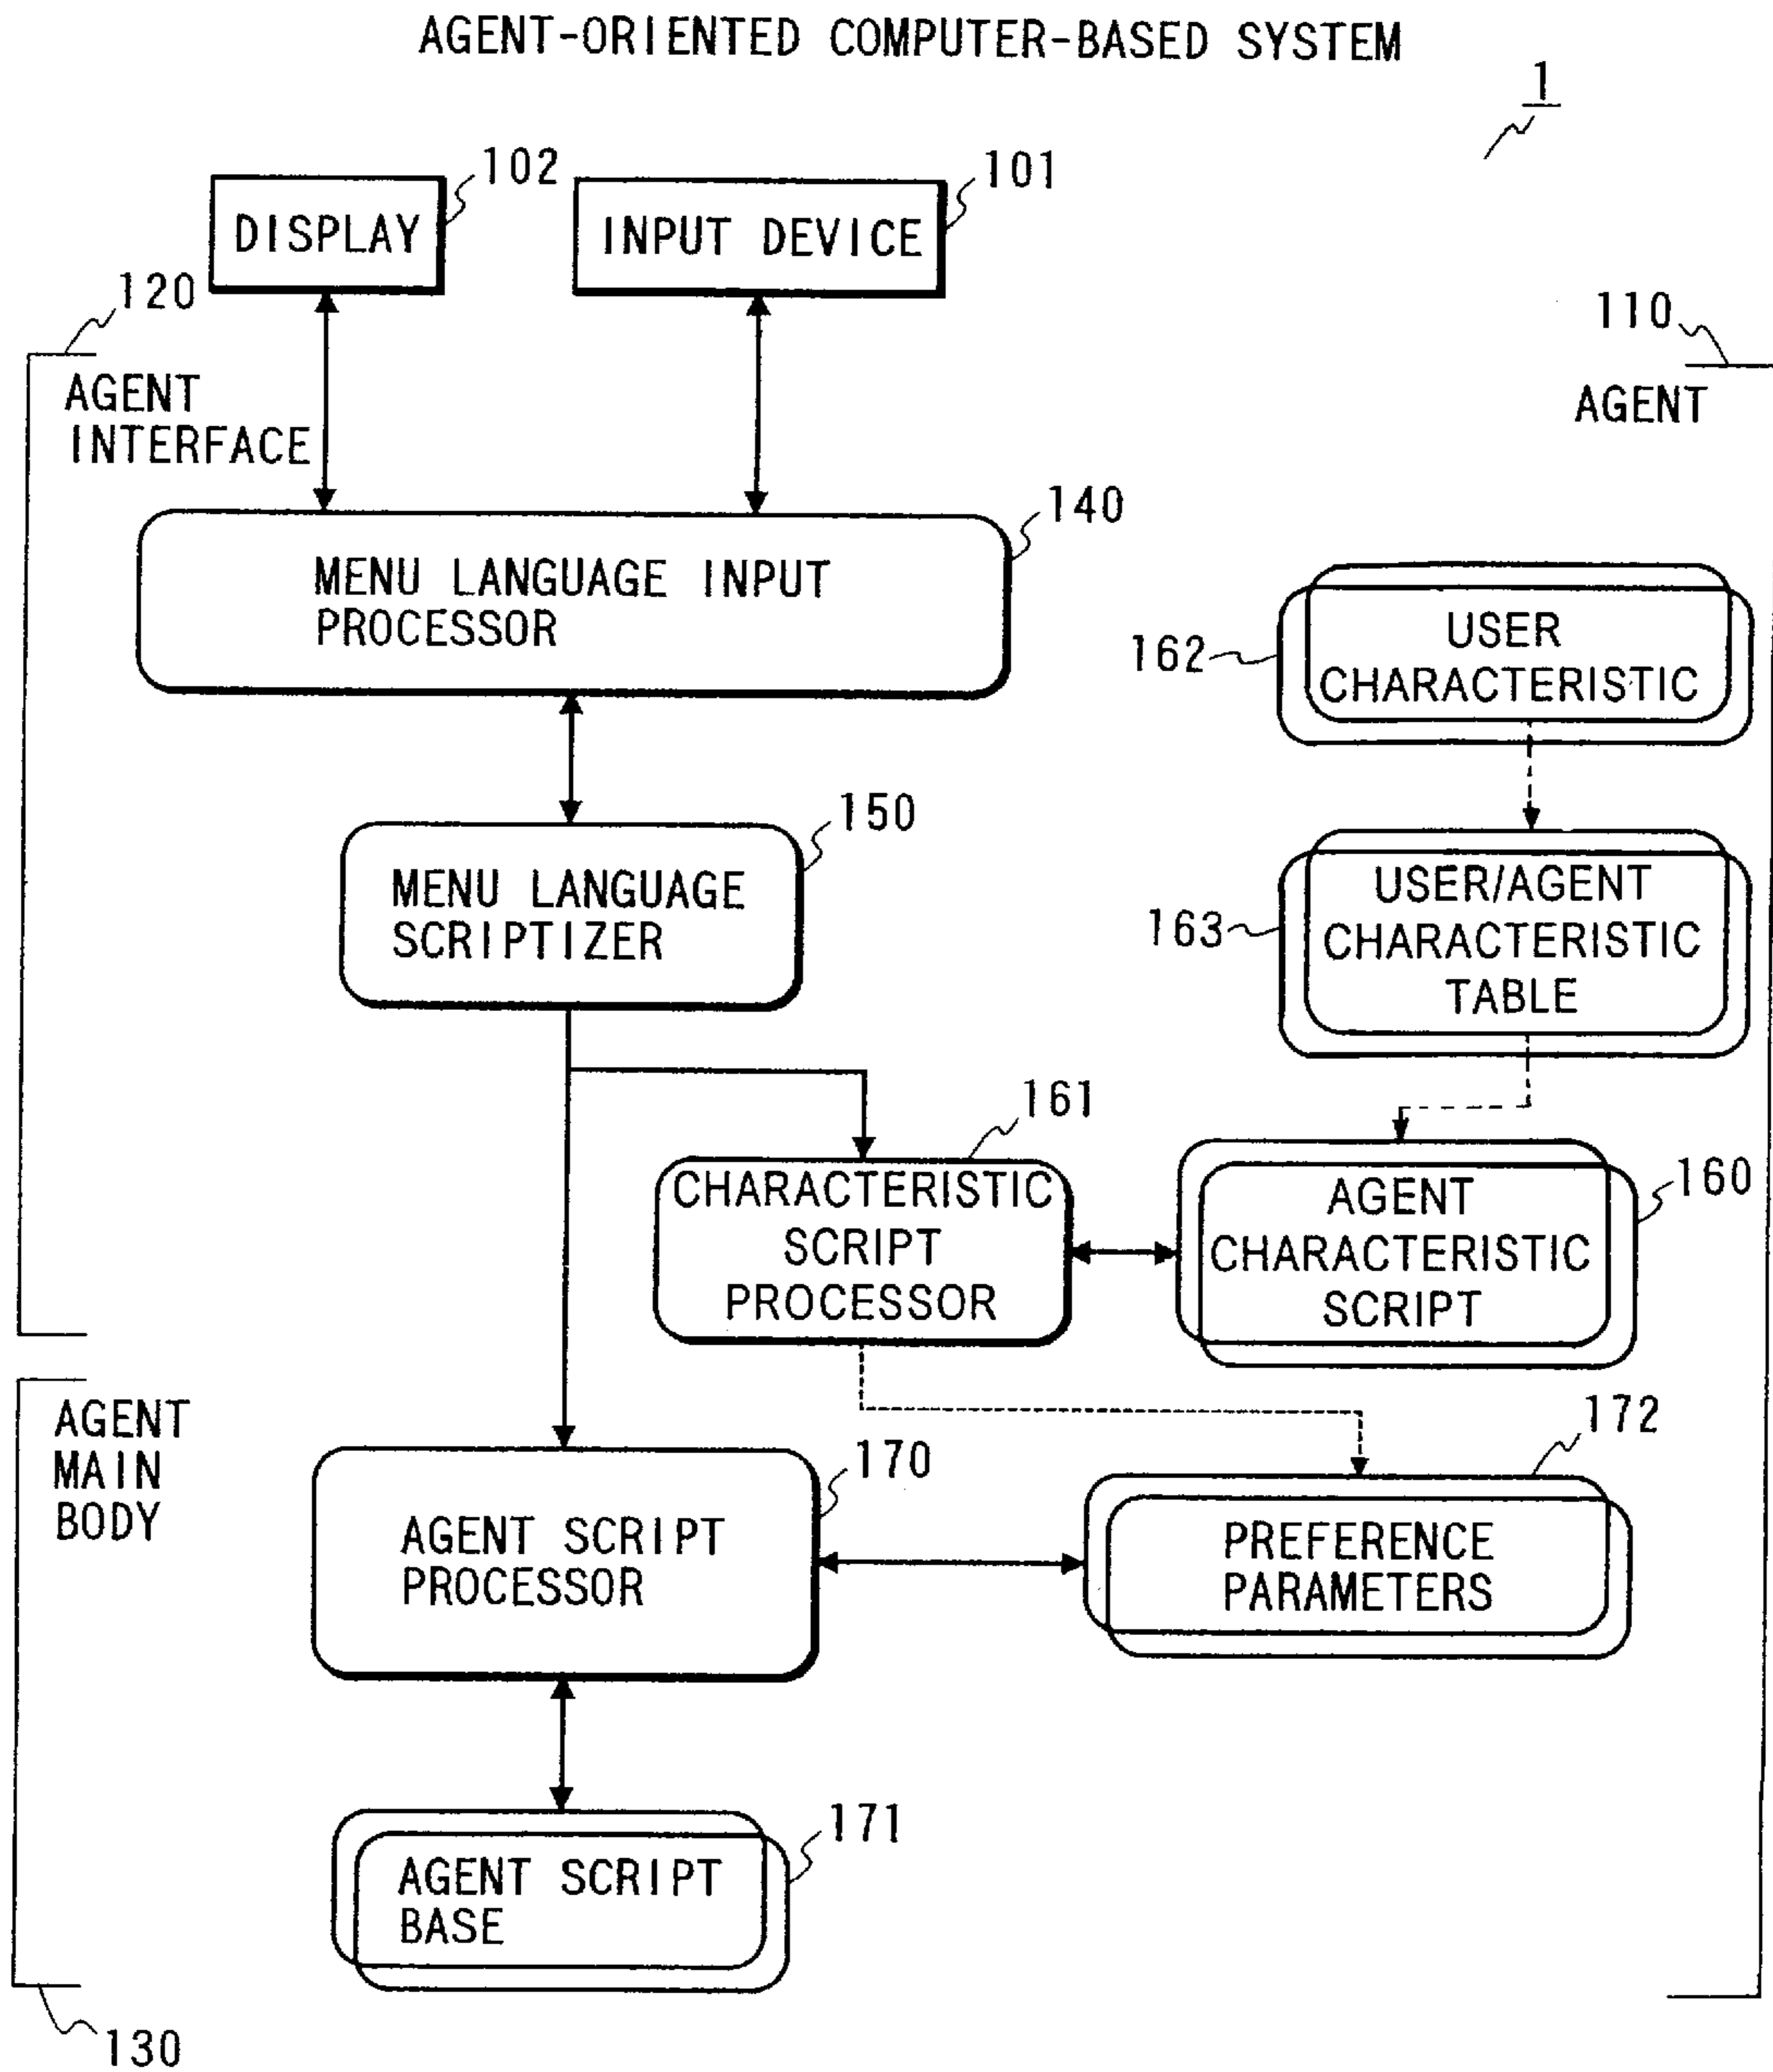 AGENT-ORIENTED COMPUTER-BASED SYSTEM
1
102
101
DISPLAY
INPUT DEVICE
120
110
AGENT
INTERFACE
AGENT
140
MENU LANGUAGE INPUT
PROCESSOR
162
USER
CHARACTERISTIC
150
MENU LANGUAGE
SCRIPTIZER
163
USER/AGENT
CHARACTERISTIC
TABLE
161
CHARACTERISTIC
SCRIPT
PROCESSOR
160
AGENT
CHARACTERISTIC
SCRIPT
AGENT
MAIN
BODY
170
AGENT SCRIPT
PROCESSOR
172
PREFERENCE
PARAMETERS
171
AGENT SCRIPT
BASE
130